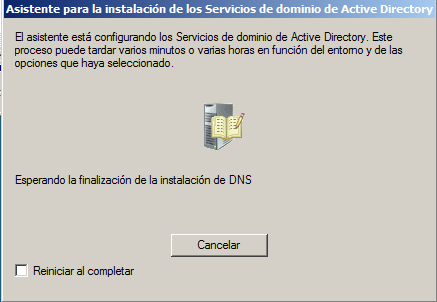 Asistente para la instalación de los Servicios de dominio de Active Directory
El asistente está configurando los Servicios de dominio de Active Directory. Este
proceso puede tardar varios minutos o varias horas en función del entorno y de las
opciones que haya seleccionado.
Esperando la finalización de la instalación de DNS
Cancelar
Reiniciar al completar